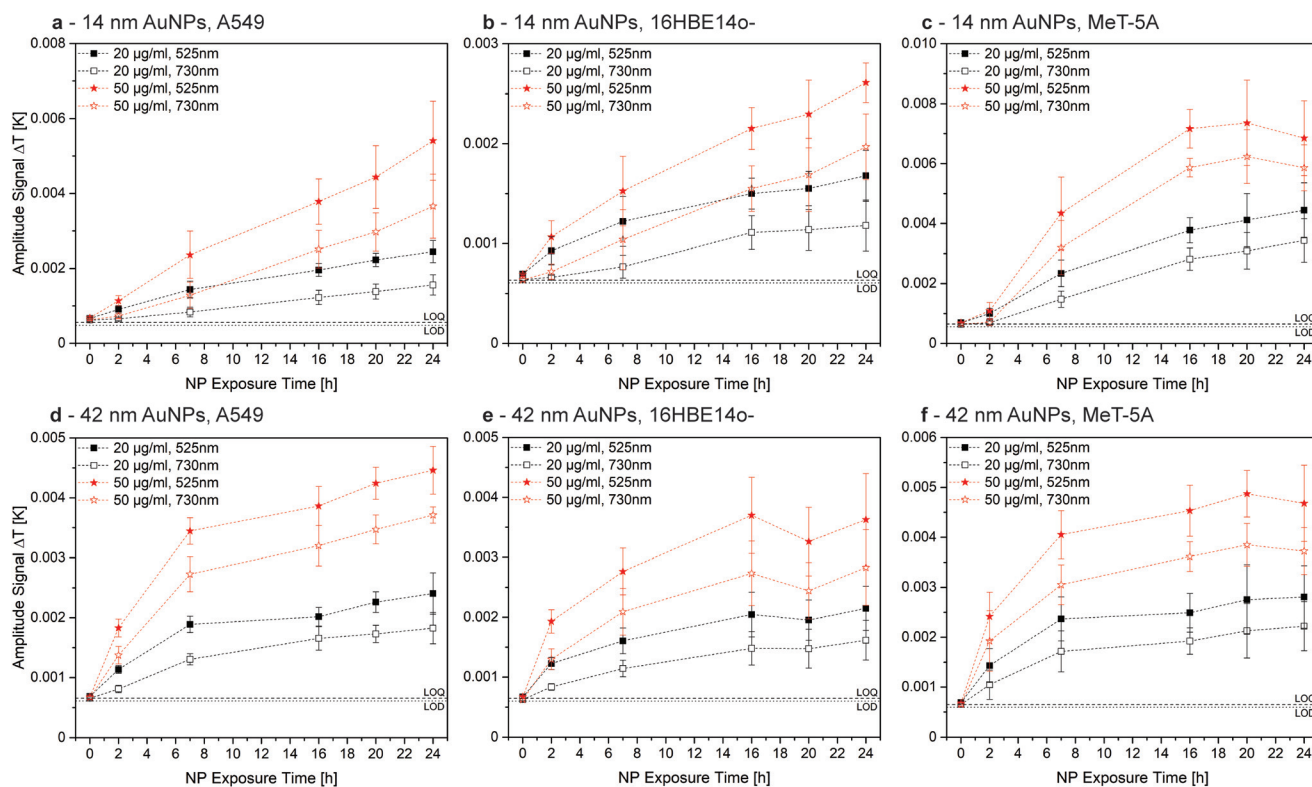 a - 14 nm AuNPs, A549
0.008
0.006
0.004
0.002
0
Amplitude Signal ΔT [K]
20 µg/ml, 525nm
20 µg/ml, 730nm
50 µg/ml, 525nm
50 µg/ml, 730nm
LOQ
LOD
0 2 4 6 8 10 12 14 16 18 20 22 24
NP Exposure Time [h]
b - 14 nm AuNPs, 16HBE14o-
0.003
0.002
0.001
0
20 µg/ml, 525nm
20 µg/ml, 730nm
50 µg/ml, 525nm
50 µg/ml, 730nm
LOQ
LOD
0 2 4 6 8 10 12 14 16 18 20 22 24
NP Exposure Time [h]
c - 14 nm AuNPs, MeT-5A
0.010
0.008
0.006
0.004
0.002
0
20 µg/ml, 525nm
20 µg/ml, 730nm
50 µg/ml, 525nm
50 µg/ml, 730nm
LOQ
LOD
0 2 4 6 8 10 12 14 16 18 20 22 24
NP Exposure Time [h]
d - 42 nm AuNPs, A549
0.005
0.004
0.003
0.002
0.001
0
Amplitude Signal ΔT [K]
20 µg/ml, 525nm
20 µg/ml, 730nm
50 µg/ml, 525nm
50 µg/ml, 730nm
LOQ
LOD
0 2 4 6 8 10 12 14 16 18 20 22 24
NP Exposure Time [h]
e - 42 nm AuNPs, 16HBE14o-
0.005
0.004
0.003
0.002
0.001
0
20 µg/ml, 525nm
20 µg/ml, 730nm
50 µg/ml, 525nm
50 µg/ml, 730nm
LOQ
LOD
0 2 4 6 8 10 12 14 16 18 20 22 24
NP Exposure Time [h]
f - 42 nm AuNPs, MeT-5A
0.006
0.005
0.004
0.003
0.002
0.001
0
20 µg/ml, 525nm
20 µg/ml, 730nm
50 µg/ml, 525nm
50 µg/ml, 730nm
LOQ
LOD
0 2 4 6 8 10 12 14 16 18 20 22 24
NP Exposure Time [h]